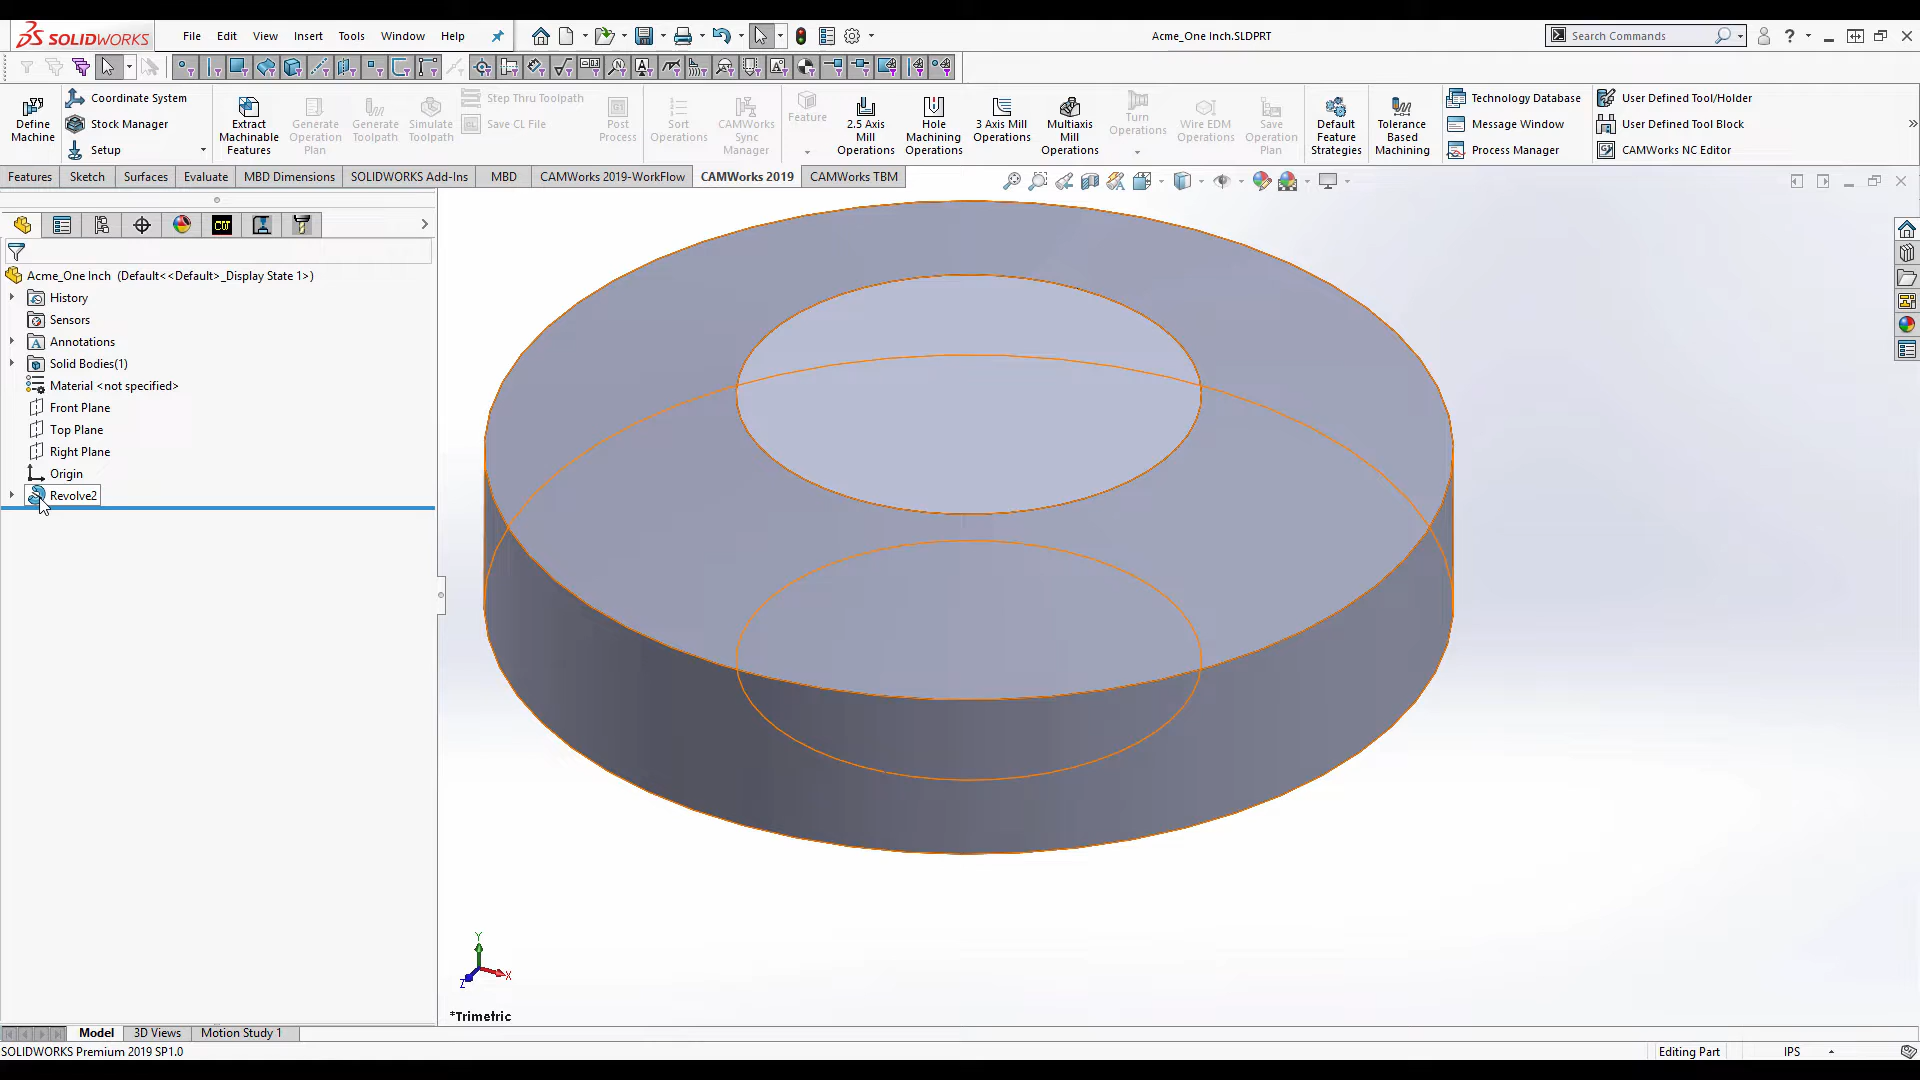 SOLIDWORKS
File Edit View Insert Tools Window Help
Acme_One Inch.SLDPRT
Search Commands
Define Machine
Coordinate System
Stock Manager
Setup
Extract Machinable Features
Generate Operation Plan
Generate Toolpath
Simulate Toolpath
Step Thru Toolpath
Save CL File
Post Process
Sort Operations
CAMWorks Sync Manager
Feature
2.5 Axis Mill Operations
Hole Machining Operations
3 Axis Mill Operations
Multiaxis Mill Operations
Turn Operations
Wire EDM Operations
Save Operation Plan
Default Feature Strategies
Tolerance Based Machining
Technology Database
Message Window
Process Manager
User Defined Tool/Holder
User Defined Tool Block
CAMWorks NC Editor
Features Sketch Surfaces Evaluate MBD Dimensions SOLIDWORKS Add-Ins MBD CAMWorks 2019-WorkFlow CAMWorks 2019 CAMWorks TBM
Acme_One Inch (Default<<Default>_Display State 1>)
History
Sensors
Annotations
Solid Bodies(1)
Material <not specified>
Front Plane
Top Plane
Right Plane
Origin
Revolve2
Y
X
Z
*Trimetric
Model 3D Views Motion Study 1
SOLIDWORKS Premium 2019 SP1.0
Editing Part
IPS